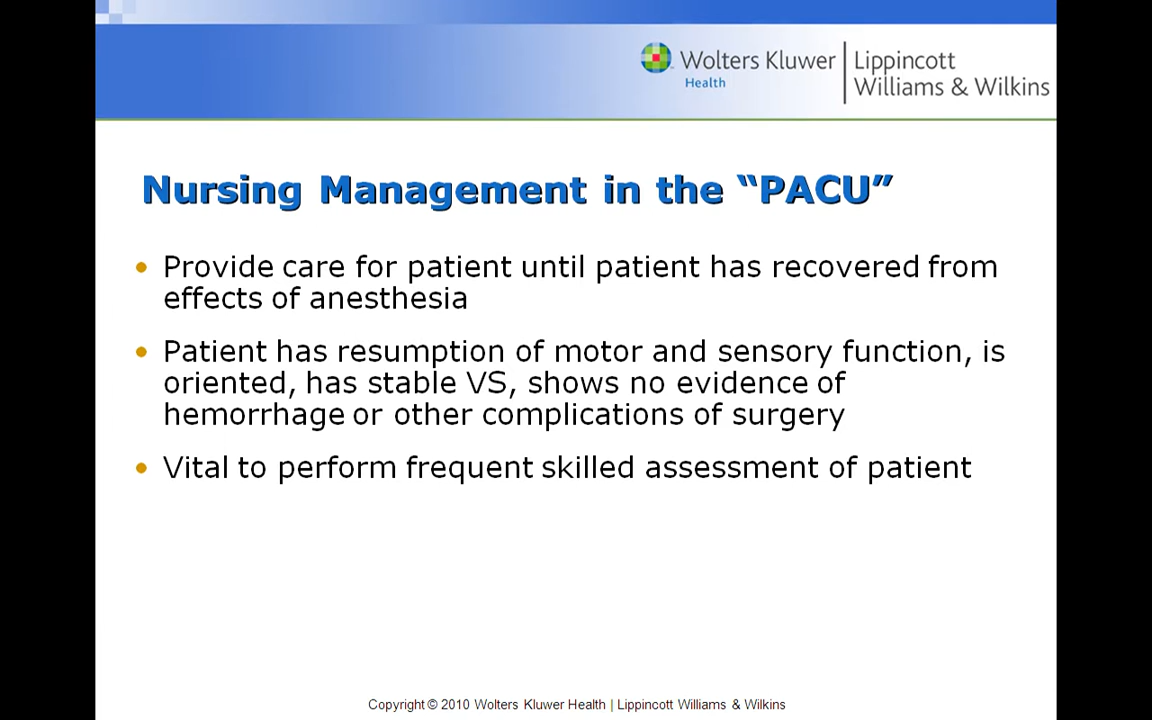 Wolters Kluwer
Health
Lippincott
Williams & Wilkins
Nursing Management in the “PACU”
• Provide care for patient until patient has recovered from
effects of anesthesia
• Patient has resumption of motor and sensory function, is
oriented, has stable VS, shows no evidence of
hemorrhage or other complications of surgery
• Vital to perform frequent skilled assessment of patient
Copyright © 2010 Wolters Kluwer Health | Lippincott Williams & Wilkins